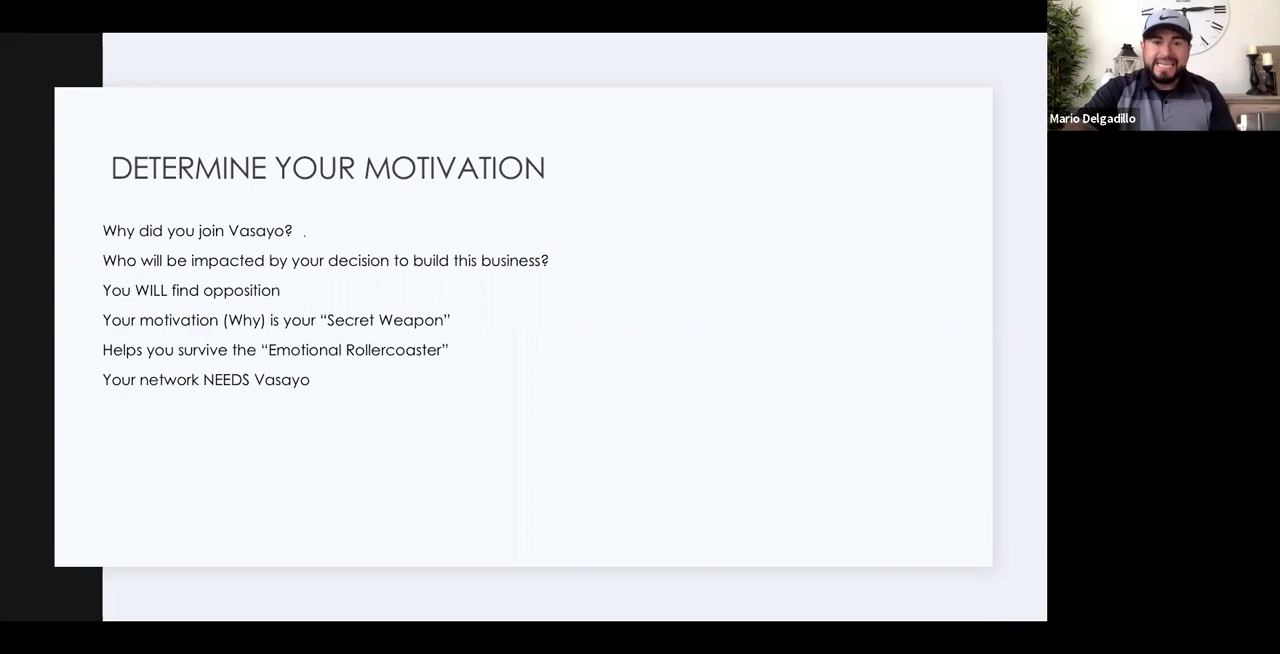 DETERMINE YOUR MOTIVATION
Why did you join Vasayo? .
Who will be impacted by your decision to build this business?
You WILL find opposition
Your motivation (Why) is your “Secret Weapon”
Helps you survive the “Emotional Rollercoaster”
Your network NEEDS Vasayo
Mario Delgadillo